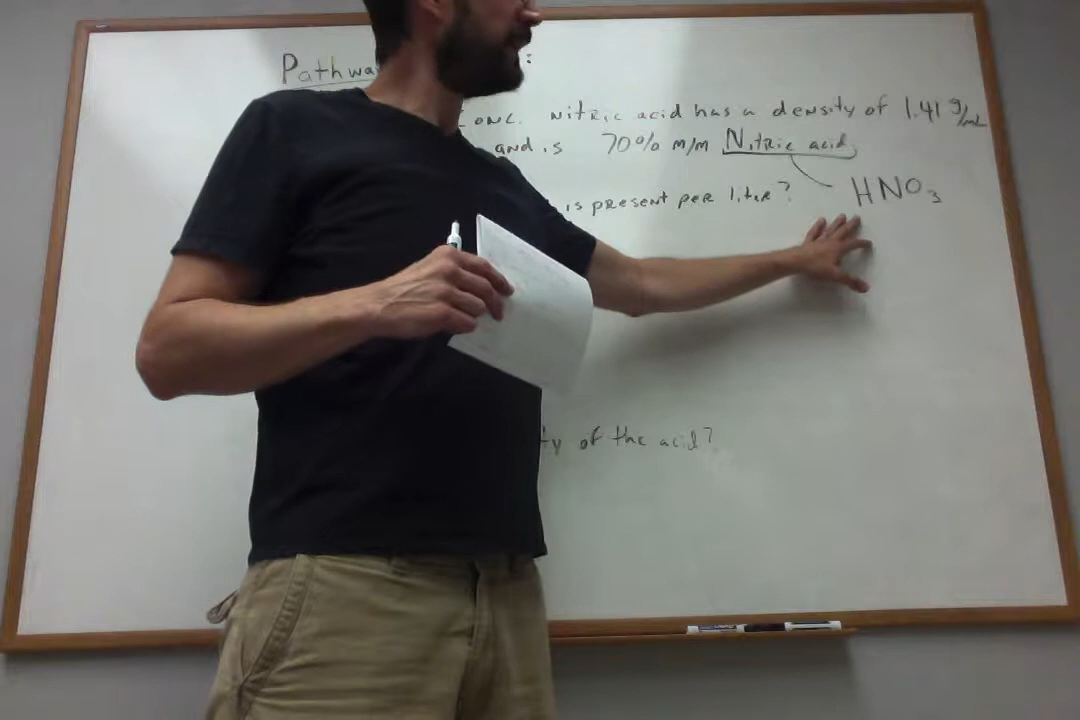 Pathwa :
onc. Nitric acid has a density of 1.41 g/mL
and is 70% m/m Nitric acid
HNO3
is present per liter?
ty of the acid?